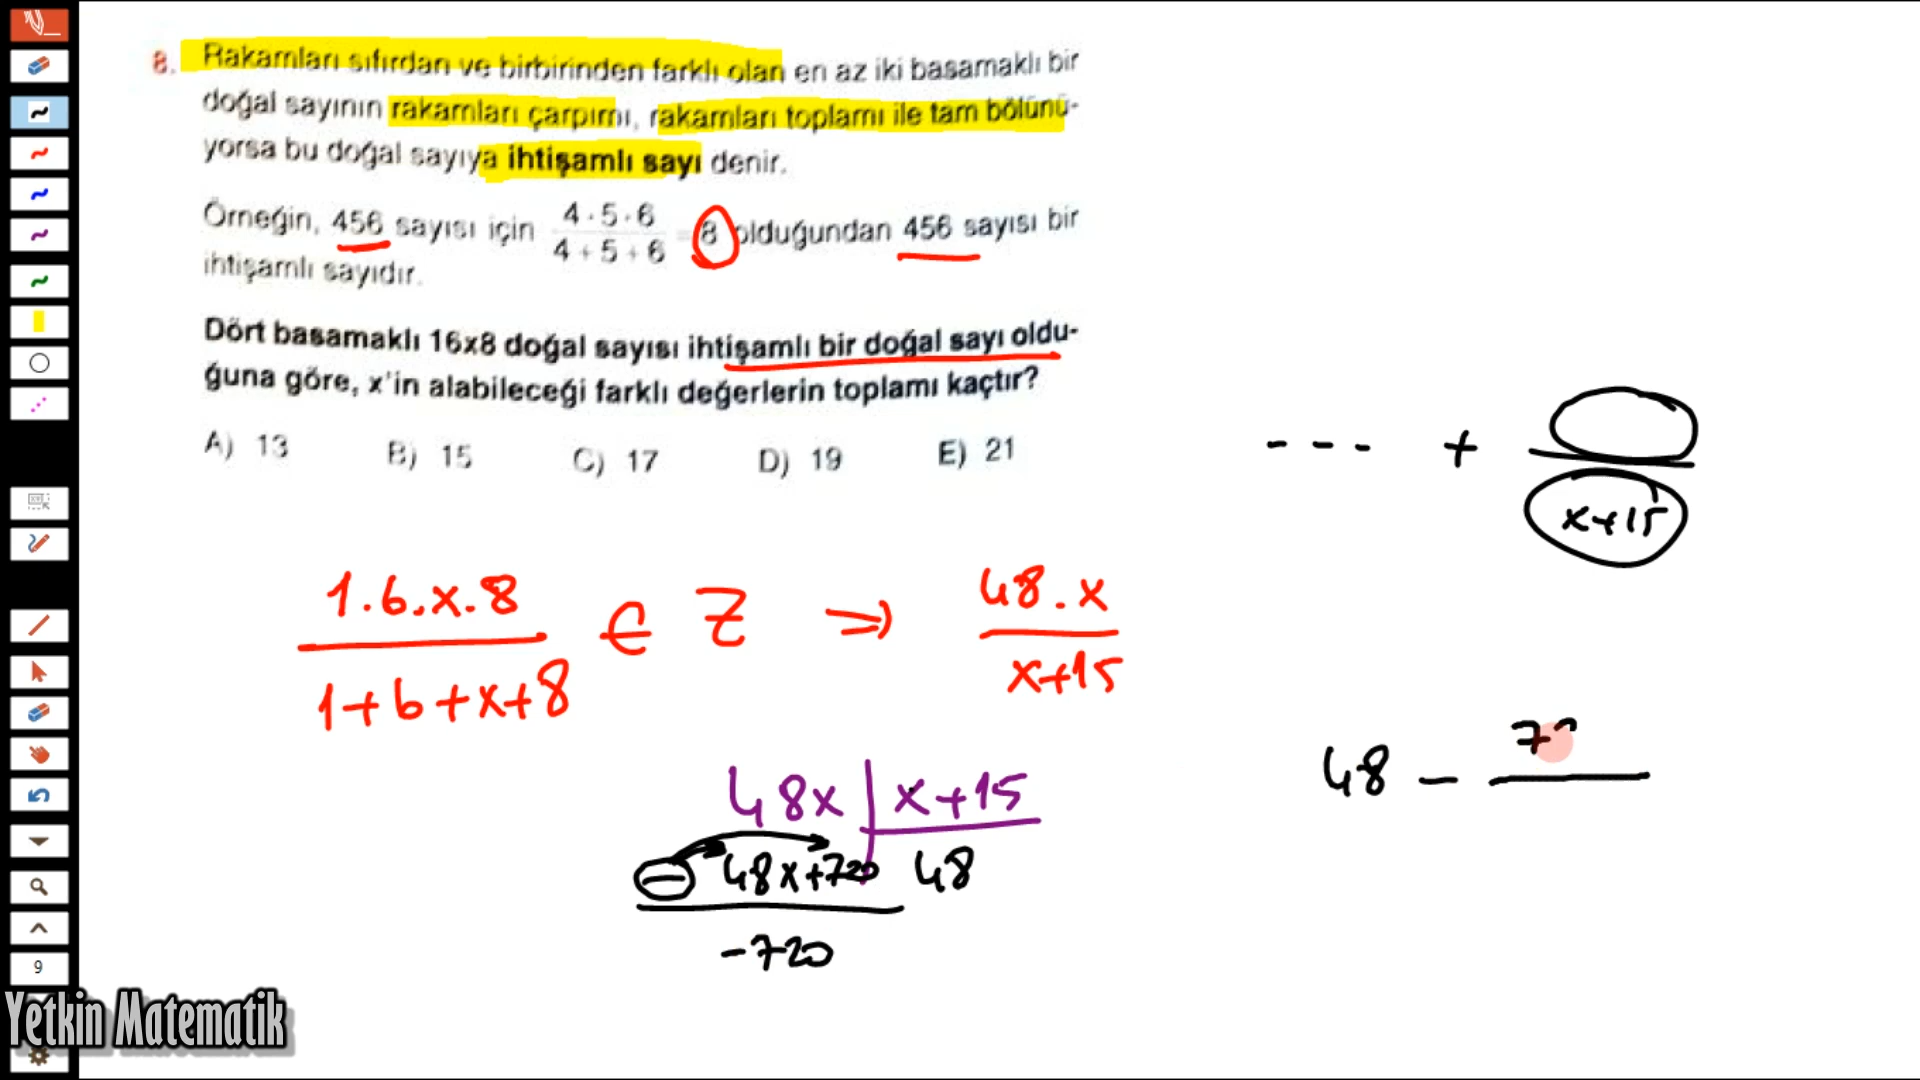 8. Rakamları sıfırdan ve birbirinden farklı olan en az iki basamaklı bir
doğal sayının rakamları çarpımı, rakamları toplamı ile tam bölünü-
yorsa bu doğal sayıya ihtişamlı sayı denir.
Örneğin, 456 sayısı için 4·5·6 / 4+5+6 = 8 olduğundan 456 sayısı bir
ihtişamlı sayıdır.
Dört basamaklı 16x8 doğal sayısı ihtişamlı bir doğal sayı oldu-
ğuna göre, x'in alabileceği farklı değerlerin toplamı kaçtır?
A) 13 B) 15 C) 17 D) 19 E) 21
--- + / x+15
1.6.x.8 / 1+6+x+8 ∈ Z ⇒ 48.x / x+15
48x | x+15
- 48x+720 48
-720
48 - 7
9
Yetkin Matematik